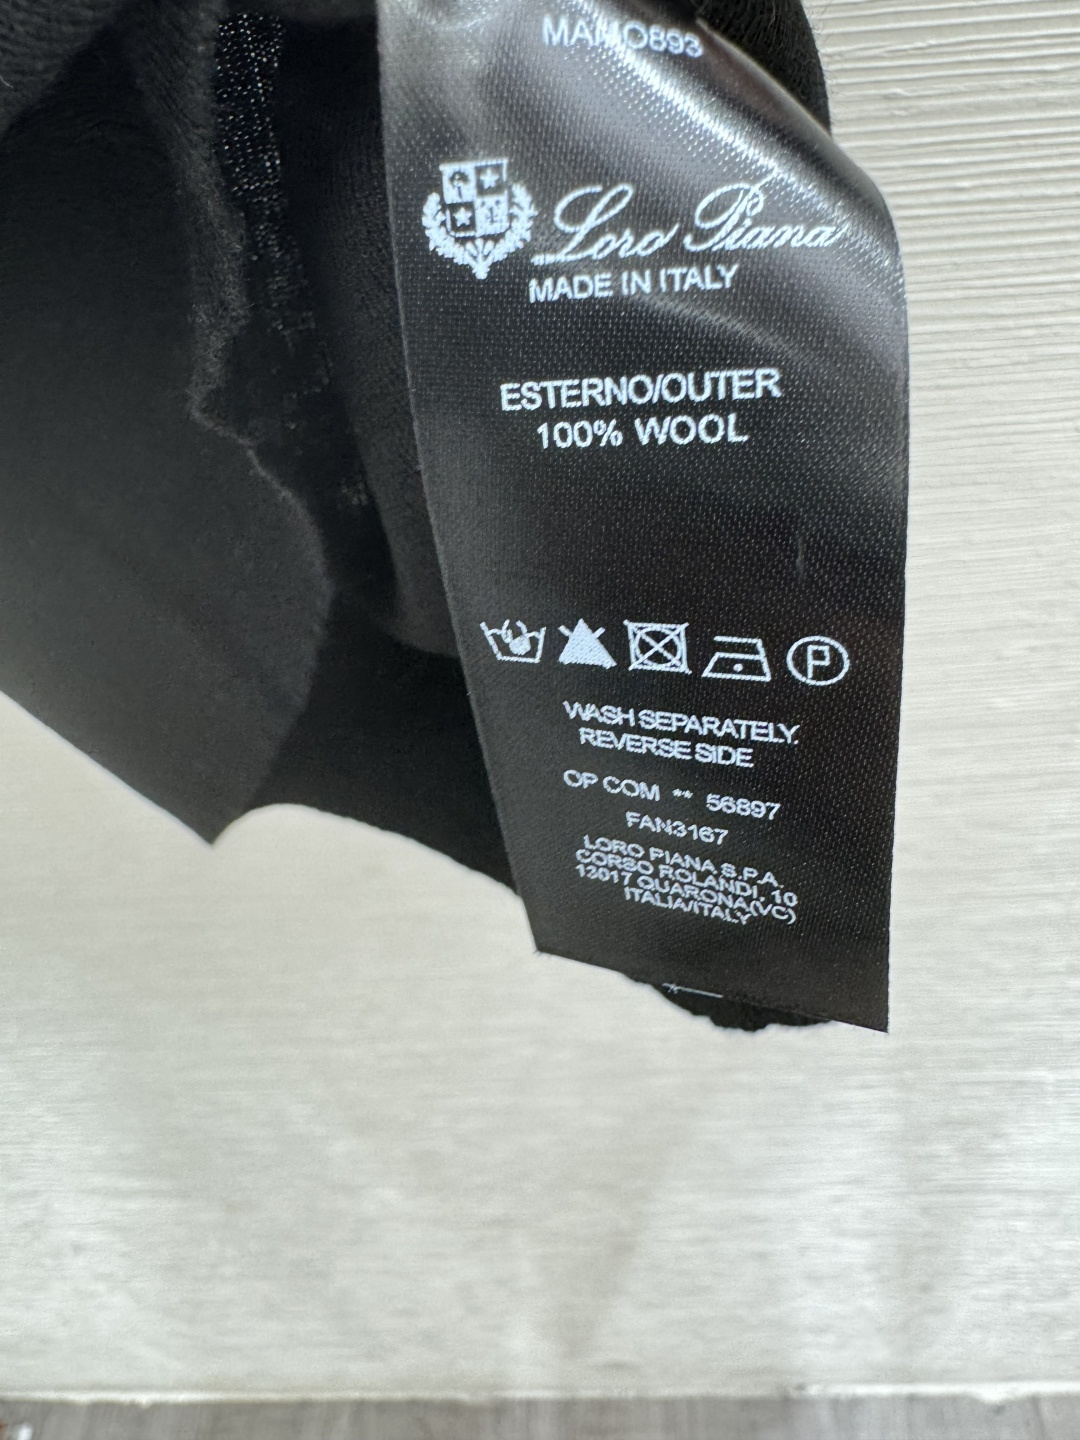 MAMO893
Loro Piana
MADE IN ITALY
ESTERNO/OUTER
100% WOOL
P
WASH SEPARATELY.
REVERSE SIDE
OP COM ** 56897
FAN3167
LORO PIANA S.P.A.
CORSO ROLANDI, 10
13017 QUARONA(VC)
ITALIA/ITALY